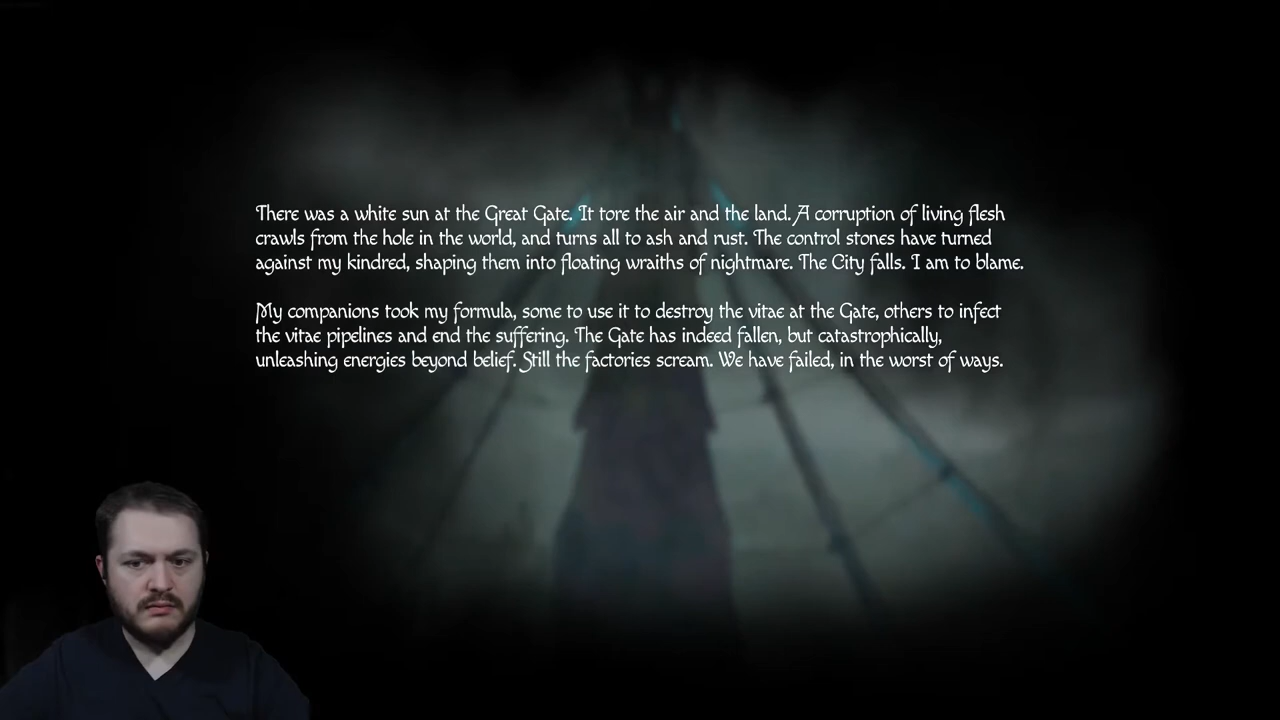 There was a white sun at the Great Gate. It tore the air and the land. A corruption of living flesh
crawls from the hole in the world, and turns all to ash and rust. The control stones have turned
against my kindred, shaping them into floating wraiths of nightmare. The City falls. I am to blame.
My companions took my formula, some to use it to destroy the vitae at the Gate, others to infect
the vitae pipelines and end the suffering. The Gate has indeed fallen, but catastrophically,
unleashing energies beyond belief. Still the factories scream. We have failed, in the worst of ways.